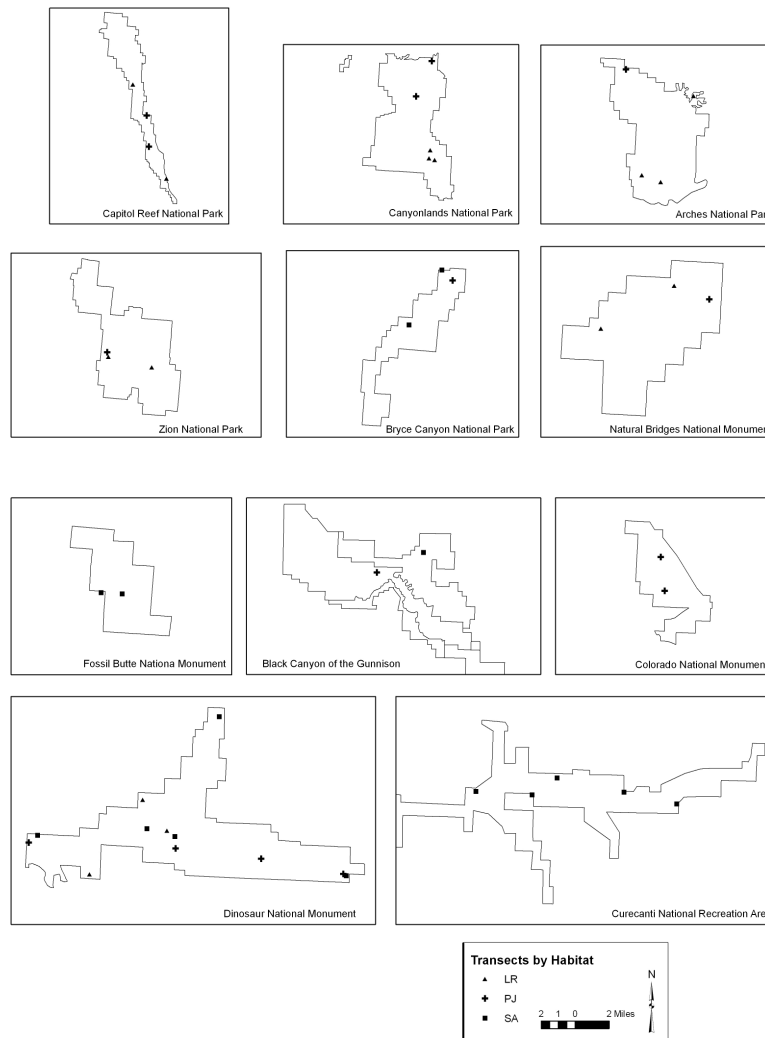 Capitol Reef National Park
Canyonlands National Park
Arches National Par
Zion National Park
Bryce Canyon National Park
Natural Bridges National Monumen
Fossil Butte Nationa Monument
Black Canyon of the Gunnison
Colorado National Monumen
Dinosaur National Monument
Curecanti National Recreation Are
Transects by Habitat
N
LR
PJ
SA
2 1 0 2 Miles